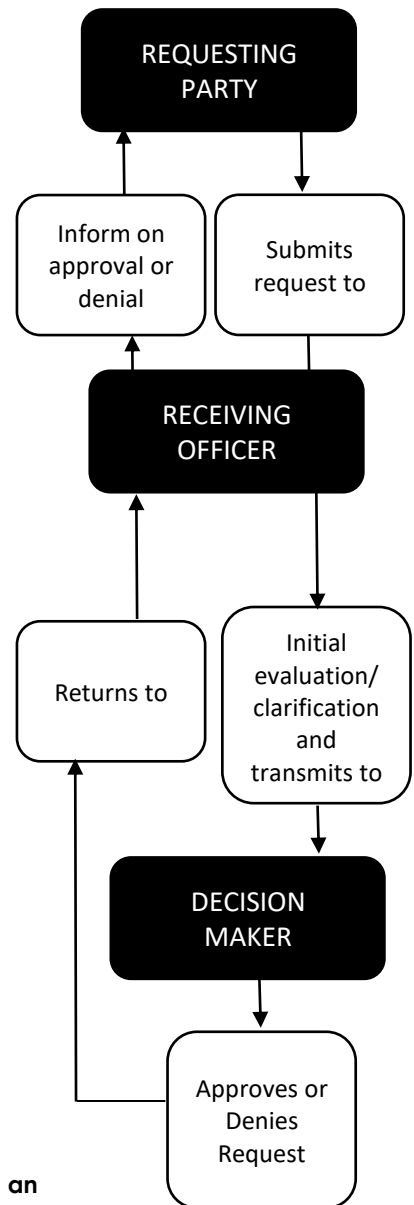 REQUESTING
PARTY
Inform on
approval or
denial
Submits
request to
RECEIVING
OFFICER
Returns to
Initial
evaluation/
clarification
and
transmits to
DECISION
MAKER
Approves or
Denies
Request
an